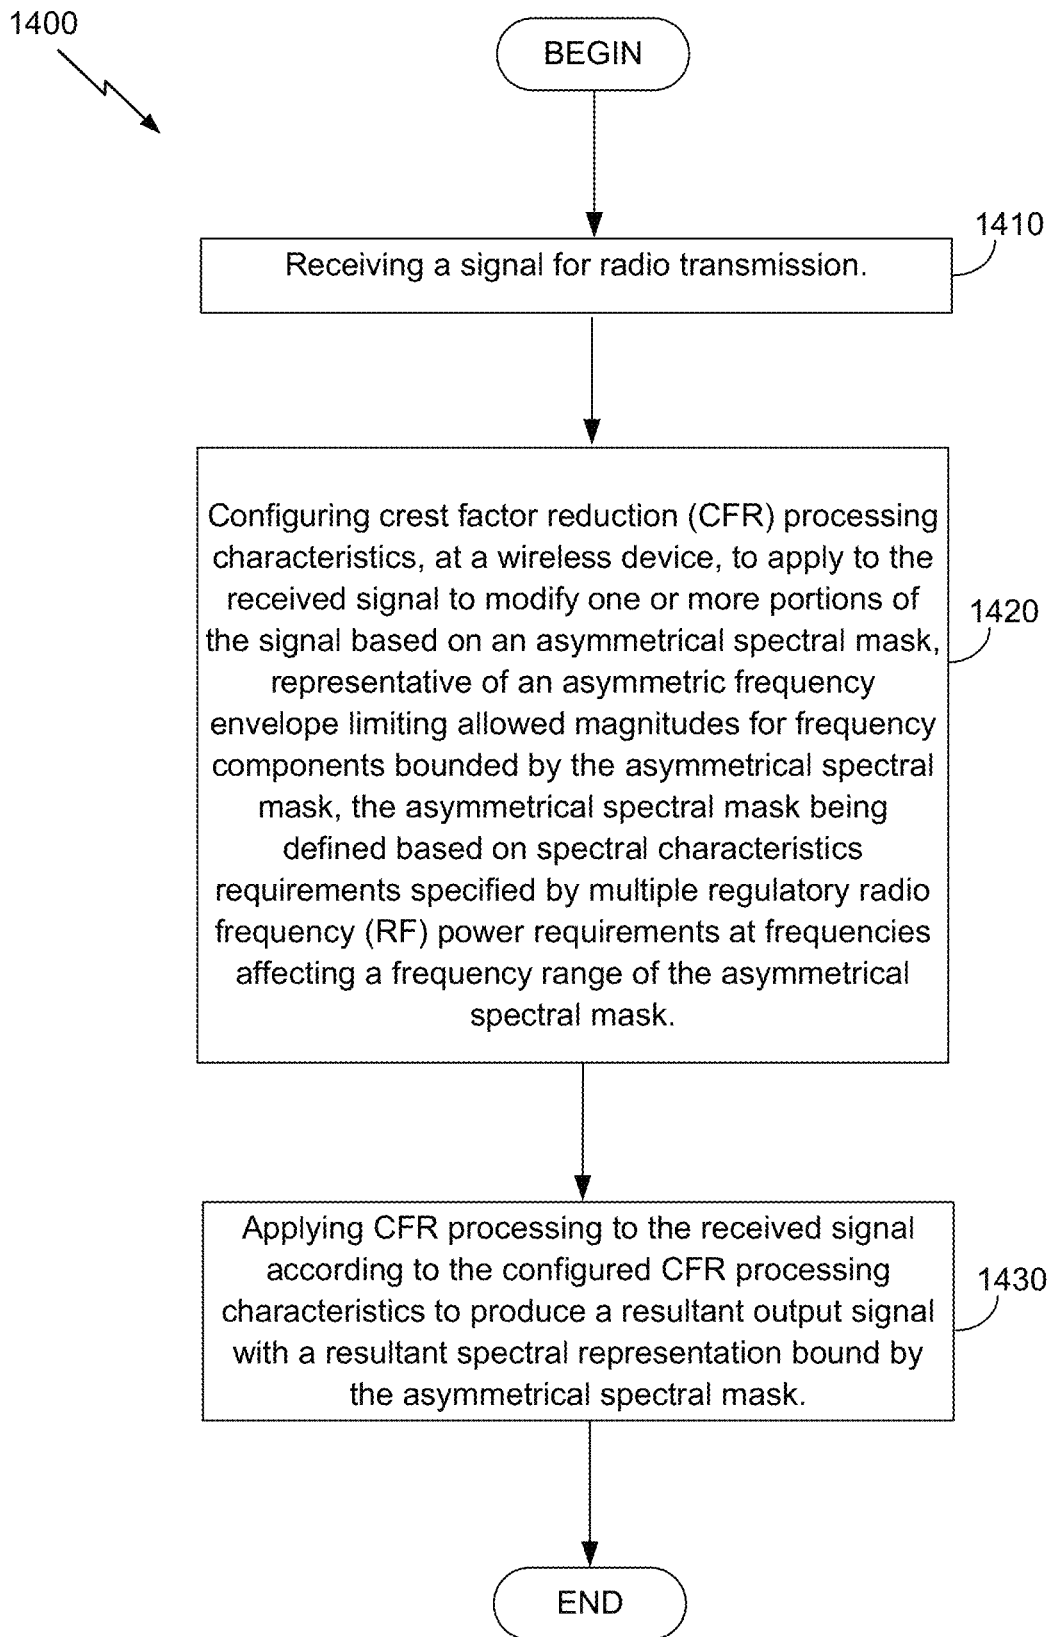 1400
BEGIN
1410
Receiving a signal for radio transmission.
Configuring crest factor reduction (CFR) processing
characteristics, at a wireless device, to apply to the
received signal to modify one or more portions of
the signal based on an asymmetrical spectral mask,
representative of an asymmetric frequency
envelope limiting allowed magnitudes for frequency
components bounded by the asymmetrical spectral
mask, the asymmetrical spectral mask being
defined based on spectral characteristics
requirements specified by multiple regulatory radio
frequency (RF) power requirements at frequencies
affecting a frequency range of the asymmetrical
spectral mask.
1420
Applying CFR processing to the received signal
according to the configured CFR processing
characteristics to produce a resultant output signal
with a resultant spectral representation bound by
the asymmetrical spectral mask.
1430
END